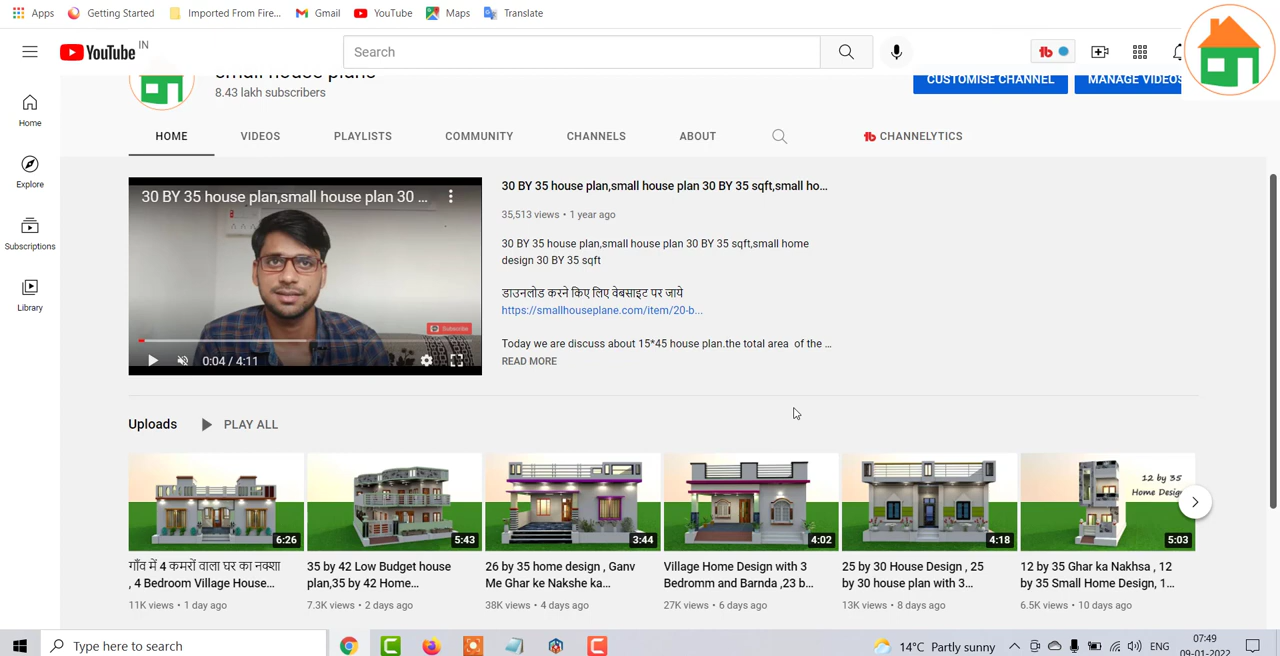 Apps Getting Started Imported From Fire... Gmail YouTube Maps Translate
YouTube IN
Search
small house plans
8.43 lakh subscribers
CUSTOMISE CHANNEL
MANAGE VIDEOS
Home
Explore
Subscriptions
Library
HOME VIDEOS PLAYLISTS COMMUNITY CHANNELS ABOUT CHANNELYTICS
30 BY 35 house plan,small house plan 30 ...
Subscribe
0:04 / 4:11
30 BY 35 house plan,small house plan 30 BY 35 sqft,small ho...
35,513 views • 1 year ago
30 BY 35 house plan,small house plan 30 BY 35 sqft,small home
design 30 BY 35 sqft
डाउनलोड करने किए लिए वेबसाइट पर जाये
https://smallhouseplane.com/item/20-b...
Today we are discuss about 15*45 house plan.the total area of the ...
READ MORE
Uploads PLAY ALL
6:26
गाँव में 4 कमरों वाला घर का नक्शा
, 4 Bedroom Village House...
11K views • 1 day ago
5:43
35 by 42 Low Budget house
plan,35 by 42 Home...
7.3K views • 2 days ago
3:44
26 by 35 home design , Ganv
Me Ghar ke Nakshe ka...
38K views • 4 days ago
4:02
Village Home Design with 3
Bedromm and Barnda ,23 b...
27K views • 6 days ago
4:18
25 by 30 House Design , 25
by 30 house plan with 3...
13K views • 8 days ago
12 by 35
Home Design
5:03
12 by 35 Ghar ka Nakhsa , 12
by 35 Small Home Design, 1...
6.5K views • 10 days ago
Type here to search
14°C Partly sunny
ENG
07:49
09-01-2022